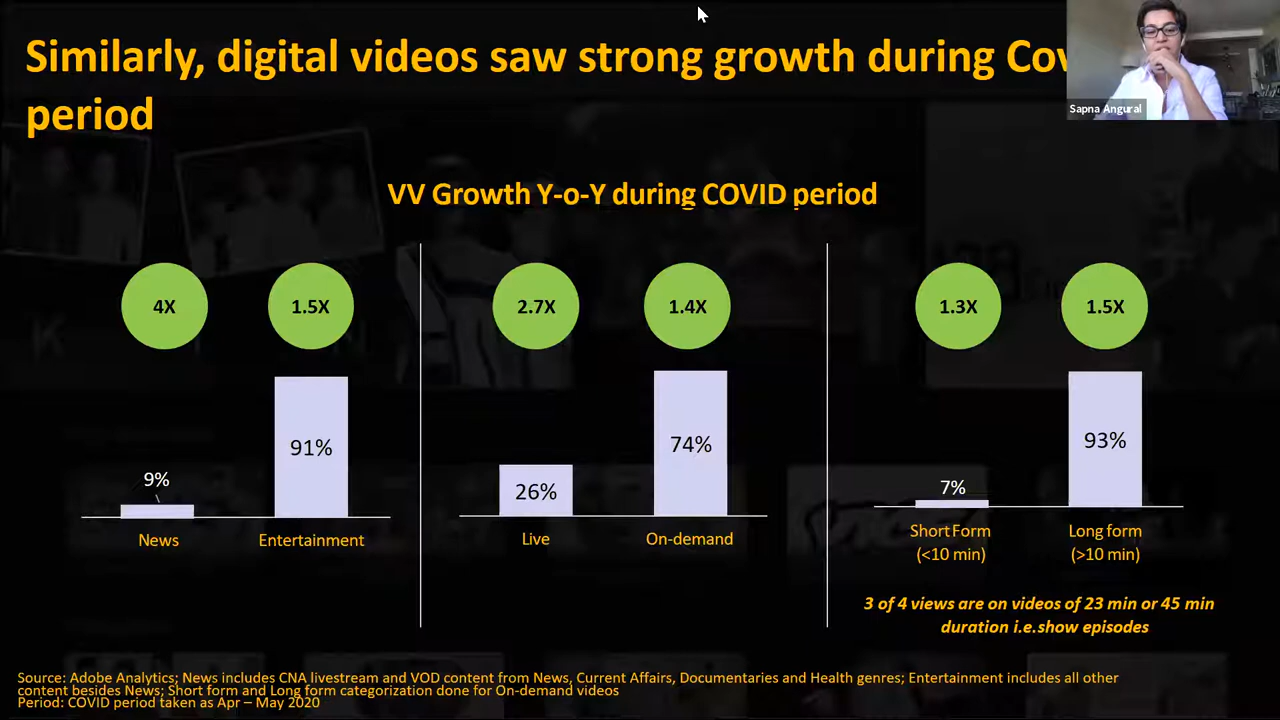 Similarly, digital videos saw strong growth during Cov
period
Sapna Angural
VV Growth Y-o-Y during COVID period
4X
1.5X
2.7X
1.4X
1.3X
1.5X
9%
91%
26%
74%
7%
93%
News
Entertainment
Live
On-demand
Short Form
(<10 min)
Long form
(>10 min)
3 of 4 views are on videos of 23 min or 45 min
duration i.e.show episodes
Source: Adobe Analytics; News includes CNA livestream and VOD content from News, Current Affairs, Documentaries and Health genres; Entertainment includes all other
content besides News; Short form and Long form categorization done for On-demand videos
Period: COVID period taken as Apr – May 2020